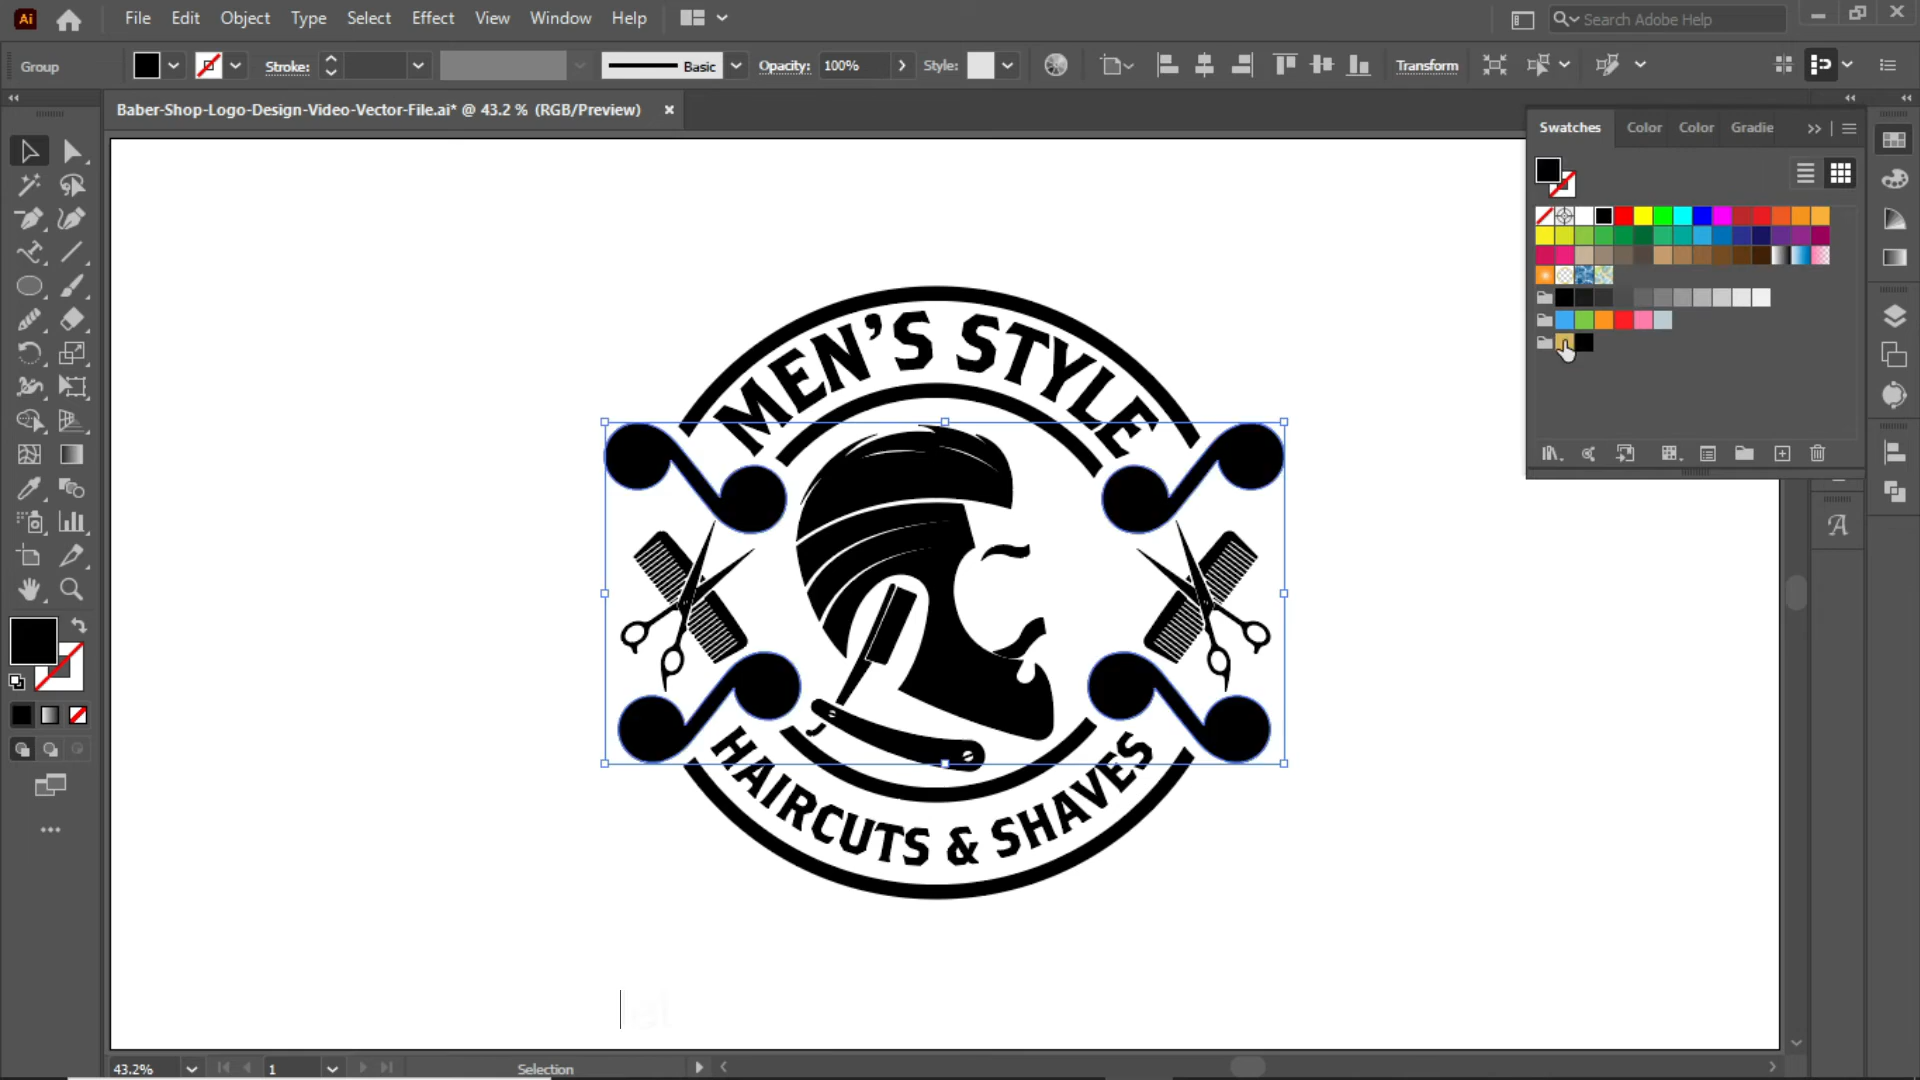 Ai File Edit Object Type Select Effect View Window Help Search Adobe Help
Group Stroke: Basic Opacity: 100% Style: Transform
Baber-Shop-Logo-Design-Video-Vector-File.ai* @ 43.2 % (RGB/Preview) ×
Swatches Color Color Gradie
MEN'S STYLE
HAIRCUTS & SHAVES
43.2% 1 Selection